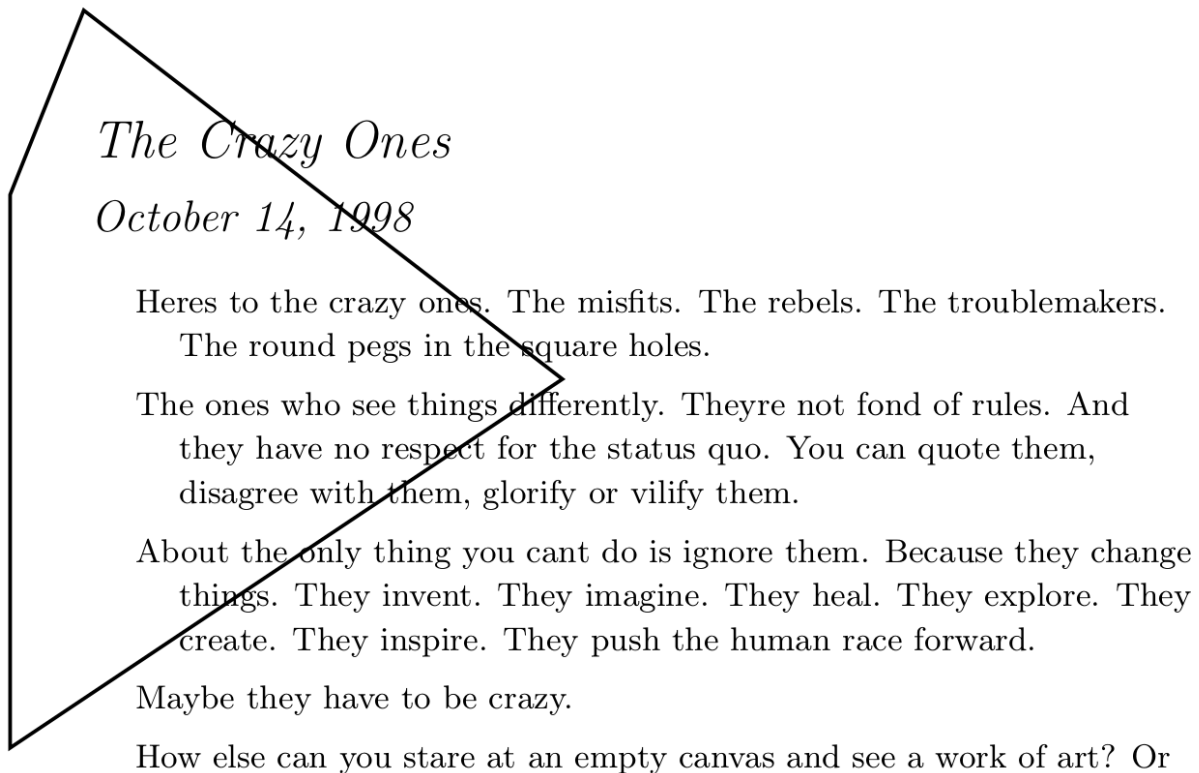 The Crazy Ones
October 14, 1998
Heres to the crazy ones. The misfits. The rebels. The troublemakers.
The round pegs in the square holes.
The ones who see things differently. Theyre not fond of rules. And
they have no respect for the status quo. You can quote them,
disagree with them, glorify or vilify them.
About the only thing you cant do is ignore them. Because they change
things. They invent. They imagine. They heal. They explore. They
create. They inspire. They push the human race forward.
Maybe they have to be crazy.
How else can you stare at an empty canvas and see a work of art? Or